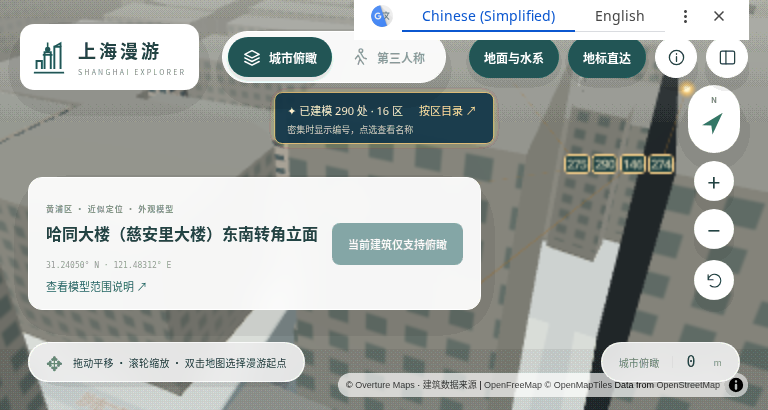 Chinese (Simplified)
English
上海漫游
SHANGHAI EXPLORER
城市俯瞰
第三人称
地面与水系
地标直达
✦ 已建模 290 处 · 16 区 按区目录 ↗
密集时显示编号，点选查看名称
N
275 290 146 274
黄浦区 • 近似定位 • 外观模型
哈同大楼（慈安里大楼）东南转角立面
当前建筑仅支持俯瞰
31.24050° N · 121.48312° E
查看模型范围说明 ↗
拖动平移 · 滚轮缩放 · 双击地图选择漫游起点
城市俯瞰 0 m
© Overture Maps · 建筑数据来源 | OpenFreeMap © OpenMapTiles Data from OpenStreetMap